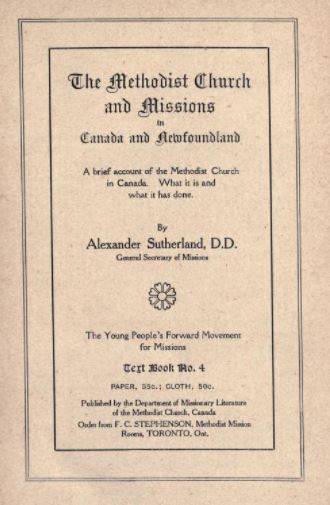 The Methodist Church
and Missions
in
Canada and Newfoundland
A brief account of the Methodist Church
in Canada. What it is and
what it has done.
By
Alexander Sutherland, D.D.
General Secretary of Missions
The Young People's Forward Movement
for Missions
Text Book No. 4
PAPER, 35c.; CLOTH, 50c.
Published by the Department of Missionary Literature
of the Methodist Church, Canada
Order from F. C. STEPHENSON, Methodist Mission
Rooms, TORONTO, Ont.